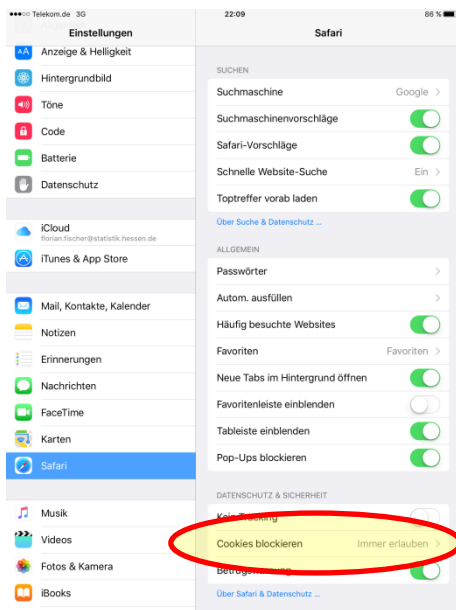 Telekom.de 3G 22:09 86 %
Einstellungen
Anzeige & Helligkeit
Hintergrundbild
Töne
Code
Batterie
Datenschutz
iCloud
florian.fischer@statistik.hessen.de
iTunes & App Store
Mail, Kontakte, Kalender
Notizen
Erinnerungen
Nachrichten
FaceTime
Karten
Safari
Musik
Videos
Fotos & Kamera
iBooks
Safari
SUCHEN
Suchmaschine Google >
Suchmaschinenvorschläge
Safari-Vorschläge
Schnelle Website-Suche Ein >
Toptreffer vorab laden
Über Suche & Datenschutz ...
ALLGEMEIN
Passwörter >
Autom. ausfüllen >
Häufig besuchte Websites
Favoriten Favoriten >
Neue Tabs im Hintergrund öffnen
Favoritenleiste einblenden
Tableiste einblenden
Pop-Ups blockieren
DATENSCHUTZ & SICHERHEIT
Kein Tracking
Cookies blockieren Immer erlauben >
Über Safari & Datenschutz ...